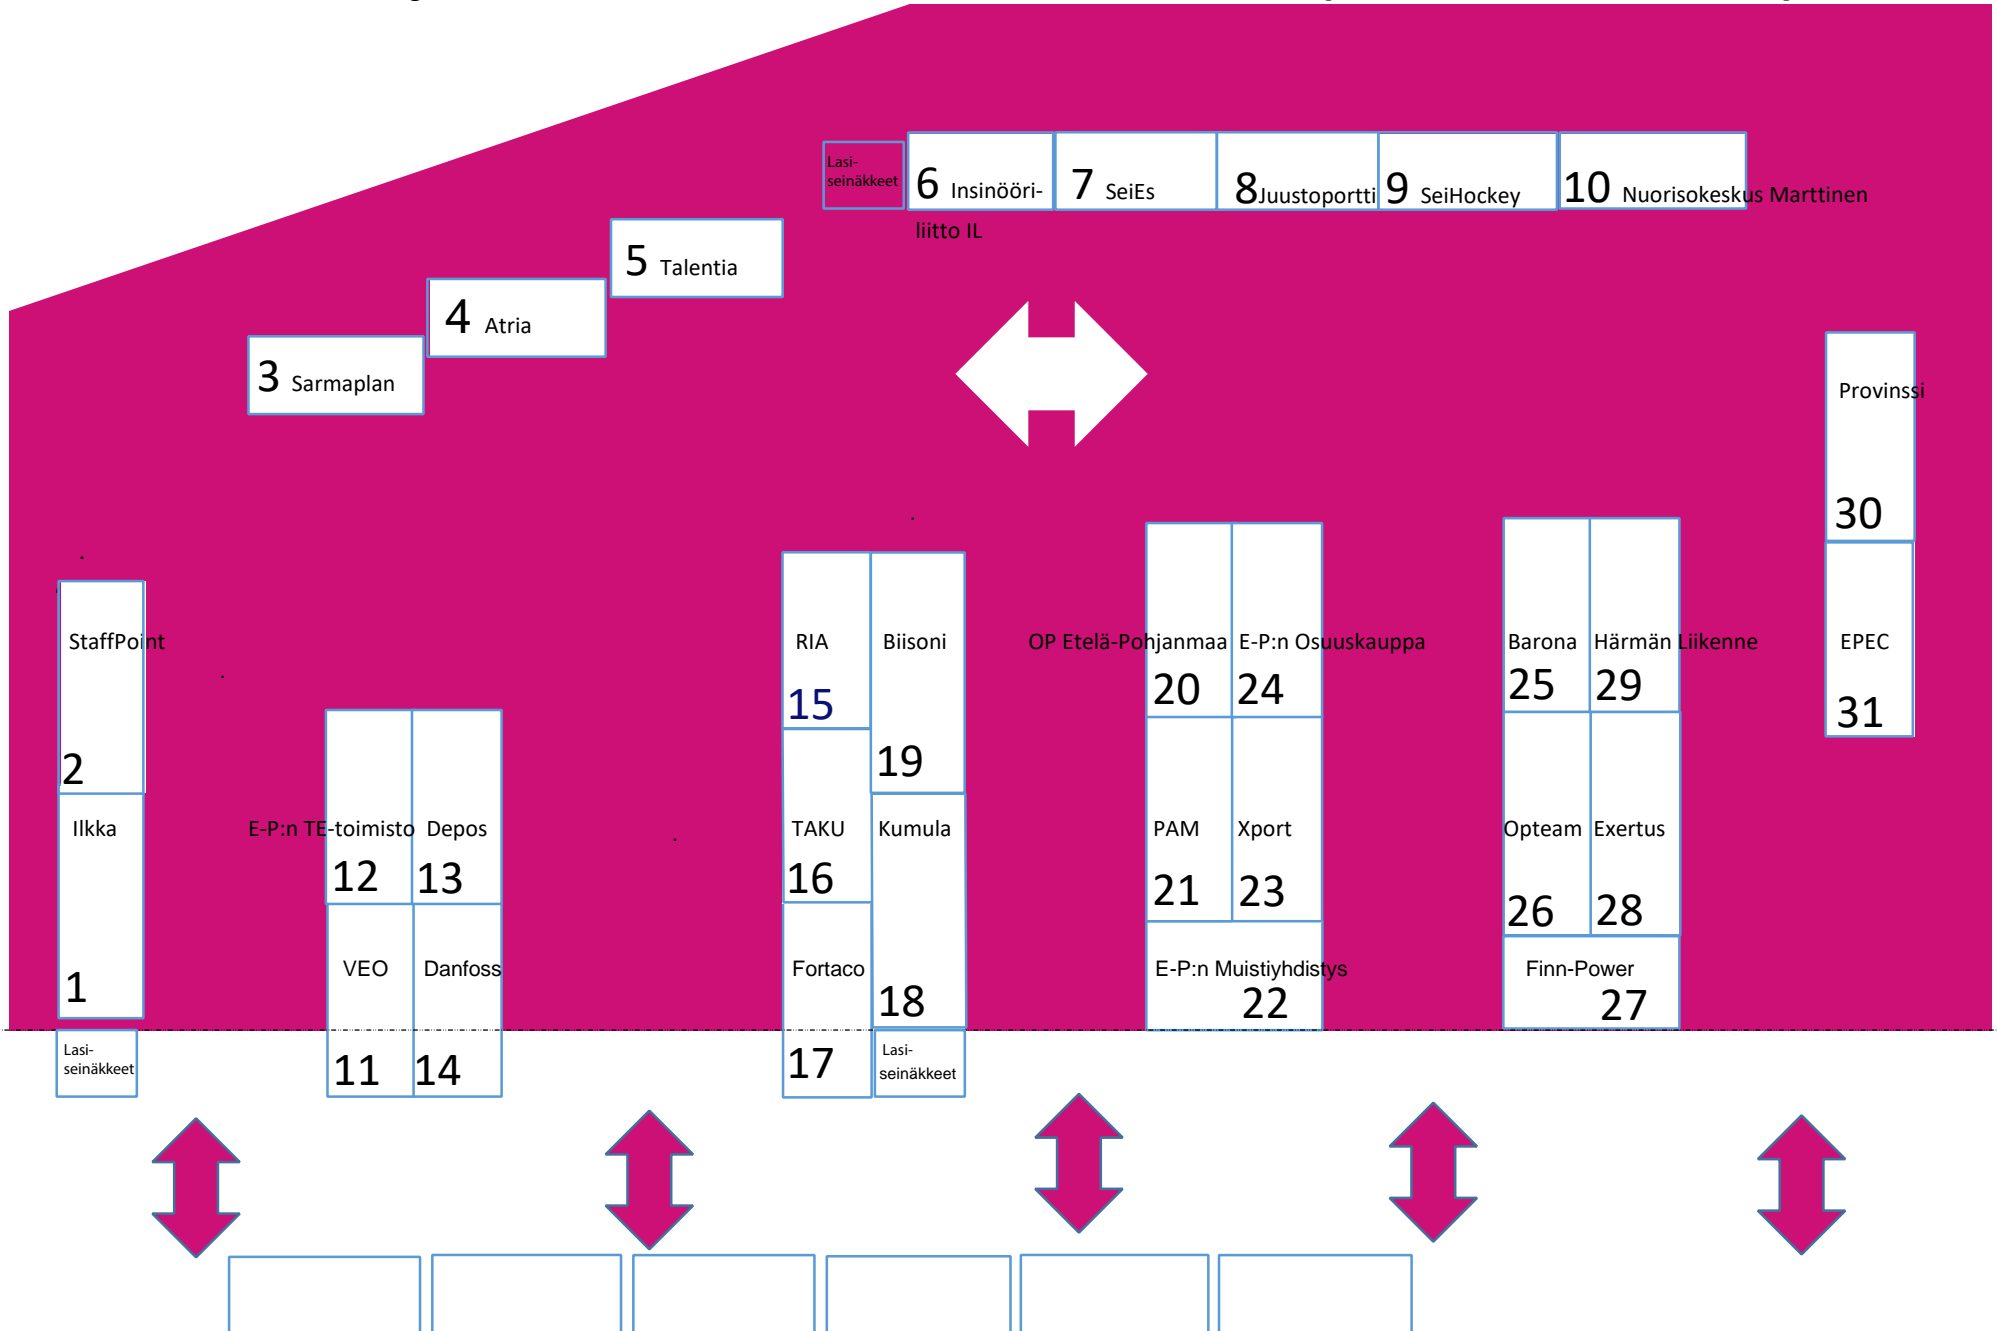 Lasi-
seinäkkeet
6 Insinööri-
liitto IL
7 SeiEs
8 Juustoportti
9 SeiHockey
10 Nuorisokeskus Marttinen
5 Talentia
4 Atria
3 Sarmaplan
Provinssi
30
StaffPoint
2
RIA
15
Biisoni
19
OP Etelä-Pohjanmaa
20
E-P:n Osuuskauppa
24
Barona
25
Härmän Liikenne
29
EPEC
31
Ilkka
1
E-P:n TE-toimisto
12
Depos
13
TAKU
16
Kumula
18
PAM
21
Xport
23
Opteam
26
Exertus
28
VEO
11
Danfoss
14
Fortaco
17
E-P:n Muistiyhdistys
22
Finn-Power
27
Lasi-
seinäkkeet
Lasi-
seinäkkeet